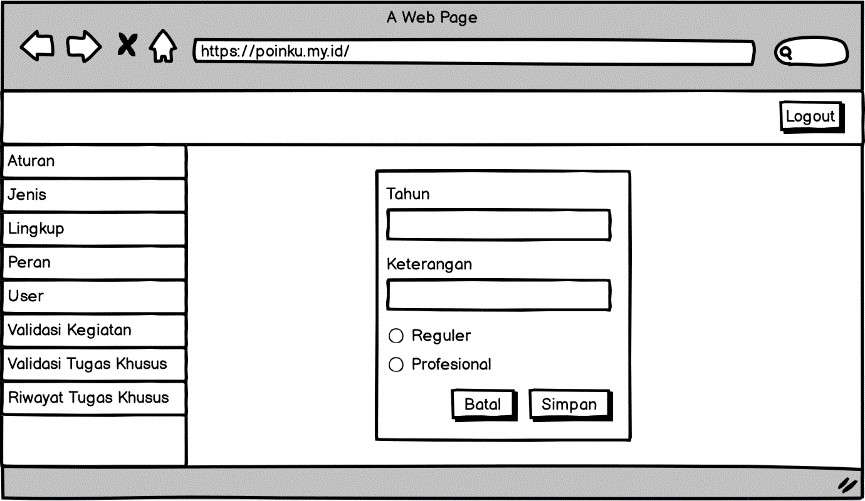 A Web Page
https://poinku.my.id/
Logout
Aturan
Jenis
Lingkup
Peran
User
Validasi Kegiatan
Validasi Tugas Khusus
Riwayat Tugas Khusus
Tahun
Keterangan
Reguler
Profesional
Batal
Simpan